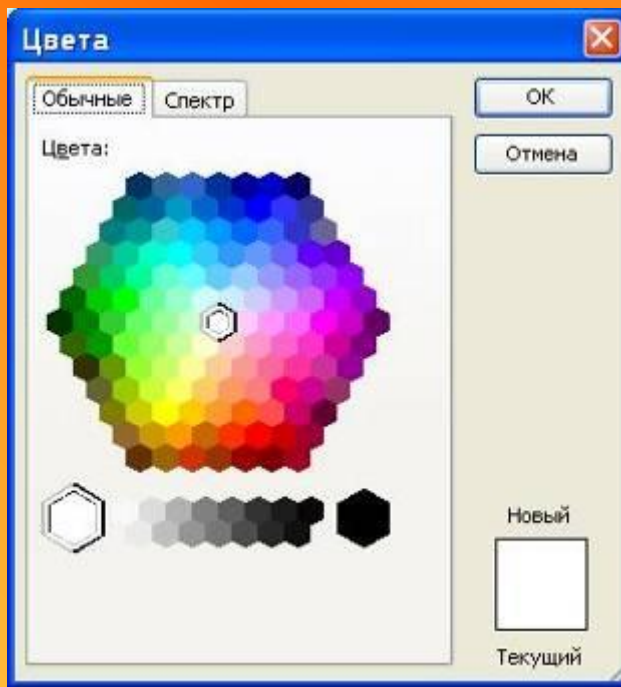 Цвета
Обычные
Спектр
ОК
Отмена
Цвета:
Новый
Текущий